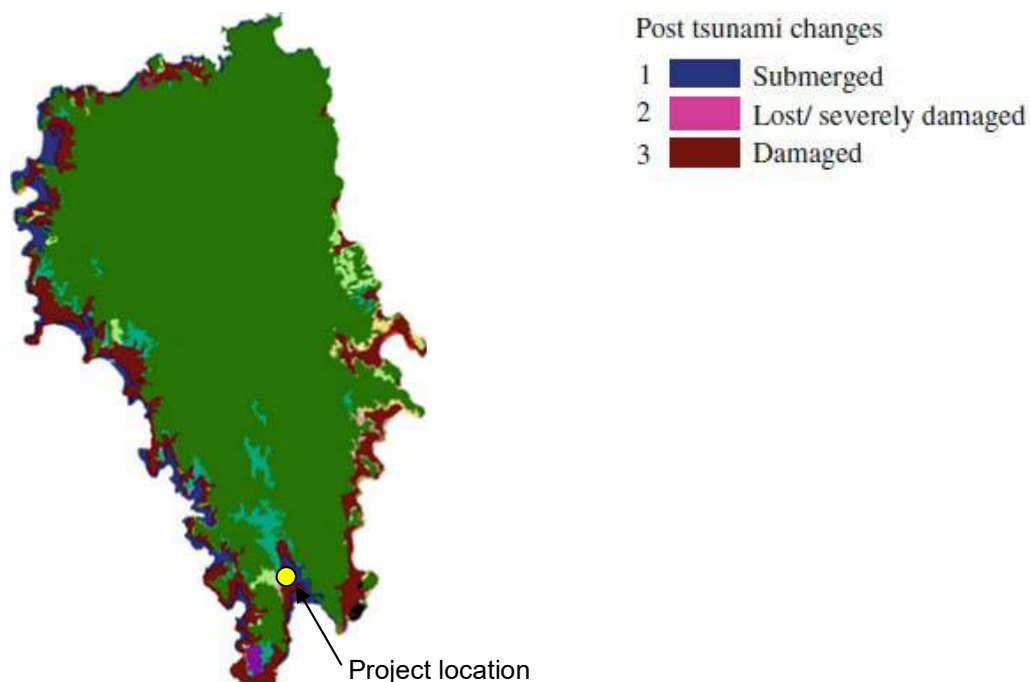 Post tsunami changes
1 Submerged
2 Lost/ severely damaged
3 Damaged
Project location